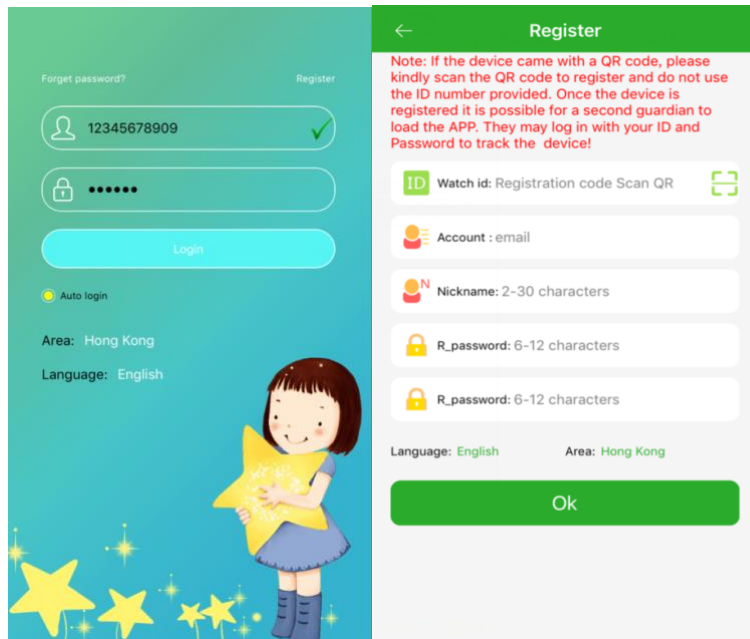 Forget password? Register
12345678909
••••••
Login
Auto login
Area: Hong Kong
Language: English
Register
Note: If the device came with a QR code, please
kindly scan the QR code to register and do not use
the ID number provided. Once the device is
registered it is possible for a second guardian to
load the APP. They may log in with your ID and
Password to track the device!
ID Watch id: Registration code Scan QR
Account : email
N Nickname: 2-30 characters
R_password: 6-12 characters
R_password: 6-12 characters
Language: English Area: Hong Kong
Ok